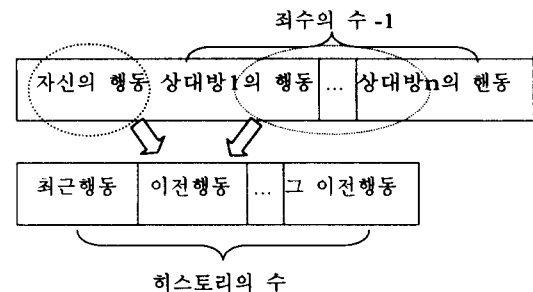 죄수의 수 -1
자신의 행동 상대방1의 행동 ... 상대방n의 핸동
최근행동 이전행동 ... 그 이전행동
히스토리의 수